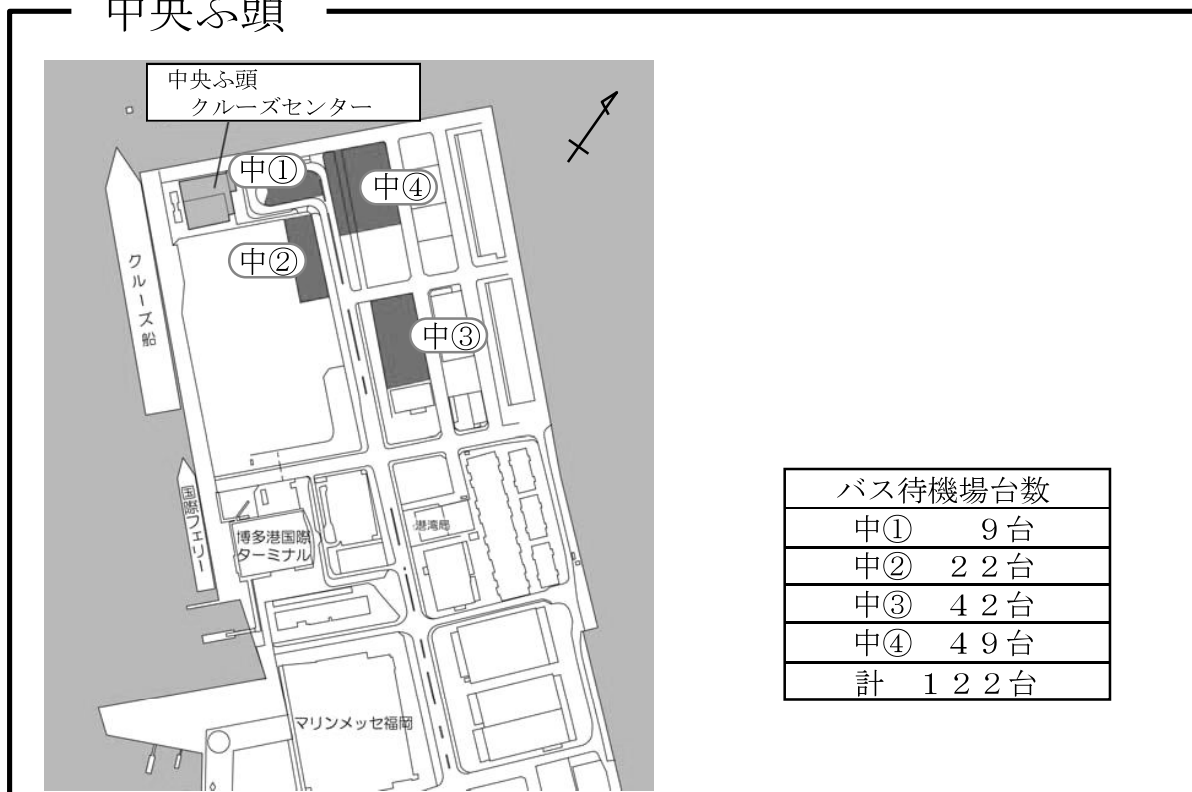 中央ふ頭
中央ふ頭
クルーズセンター
中①
中④
中②
中③
クルーズ船
国際フェリー
博多港国際
ターミナル
港湾局
マリンメッセ福岡
バス待機場台数
中①　　９台
中②　２２台
中③　４２台
中④　４９台
計　１２２台